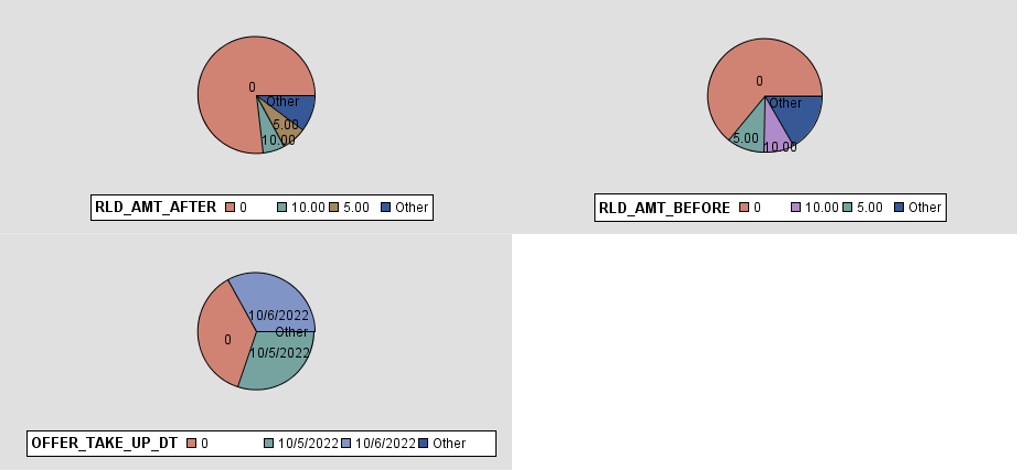 0
Other
5.00
10.00
RLD_AMT_AFTER 0 10.00 5.00 Other
0
Other
5.00
10.00
RLD_AMT_BEFORE 0 10.00 5.00 Other
10/6/2022
Other
0
10/5/2022
OFFER_TAKE_UP_DT 0 10/5/2022 10/6/2022 Other